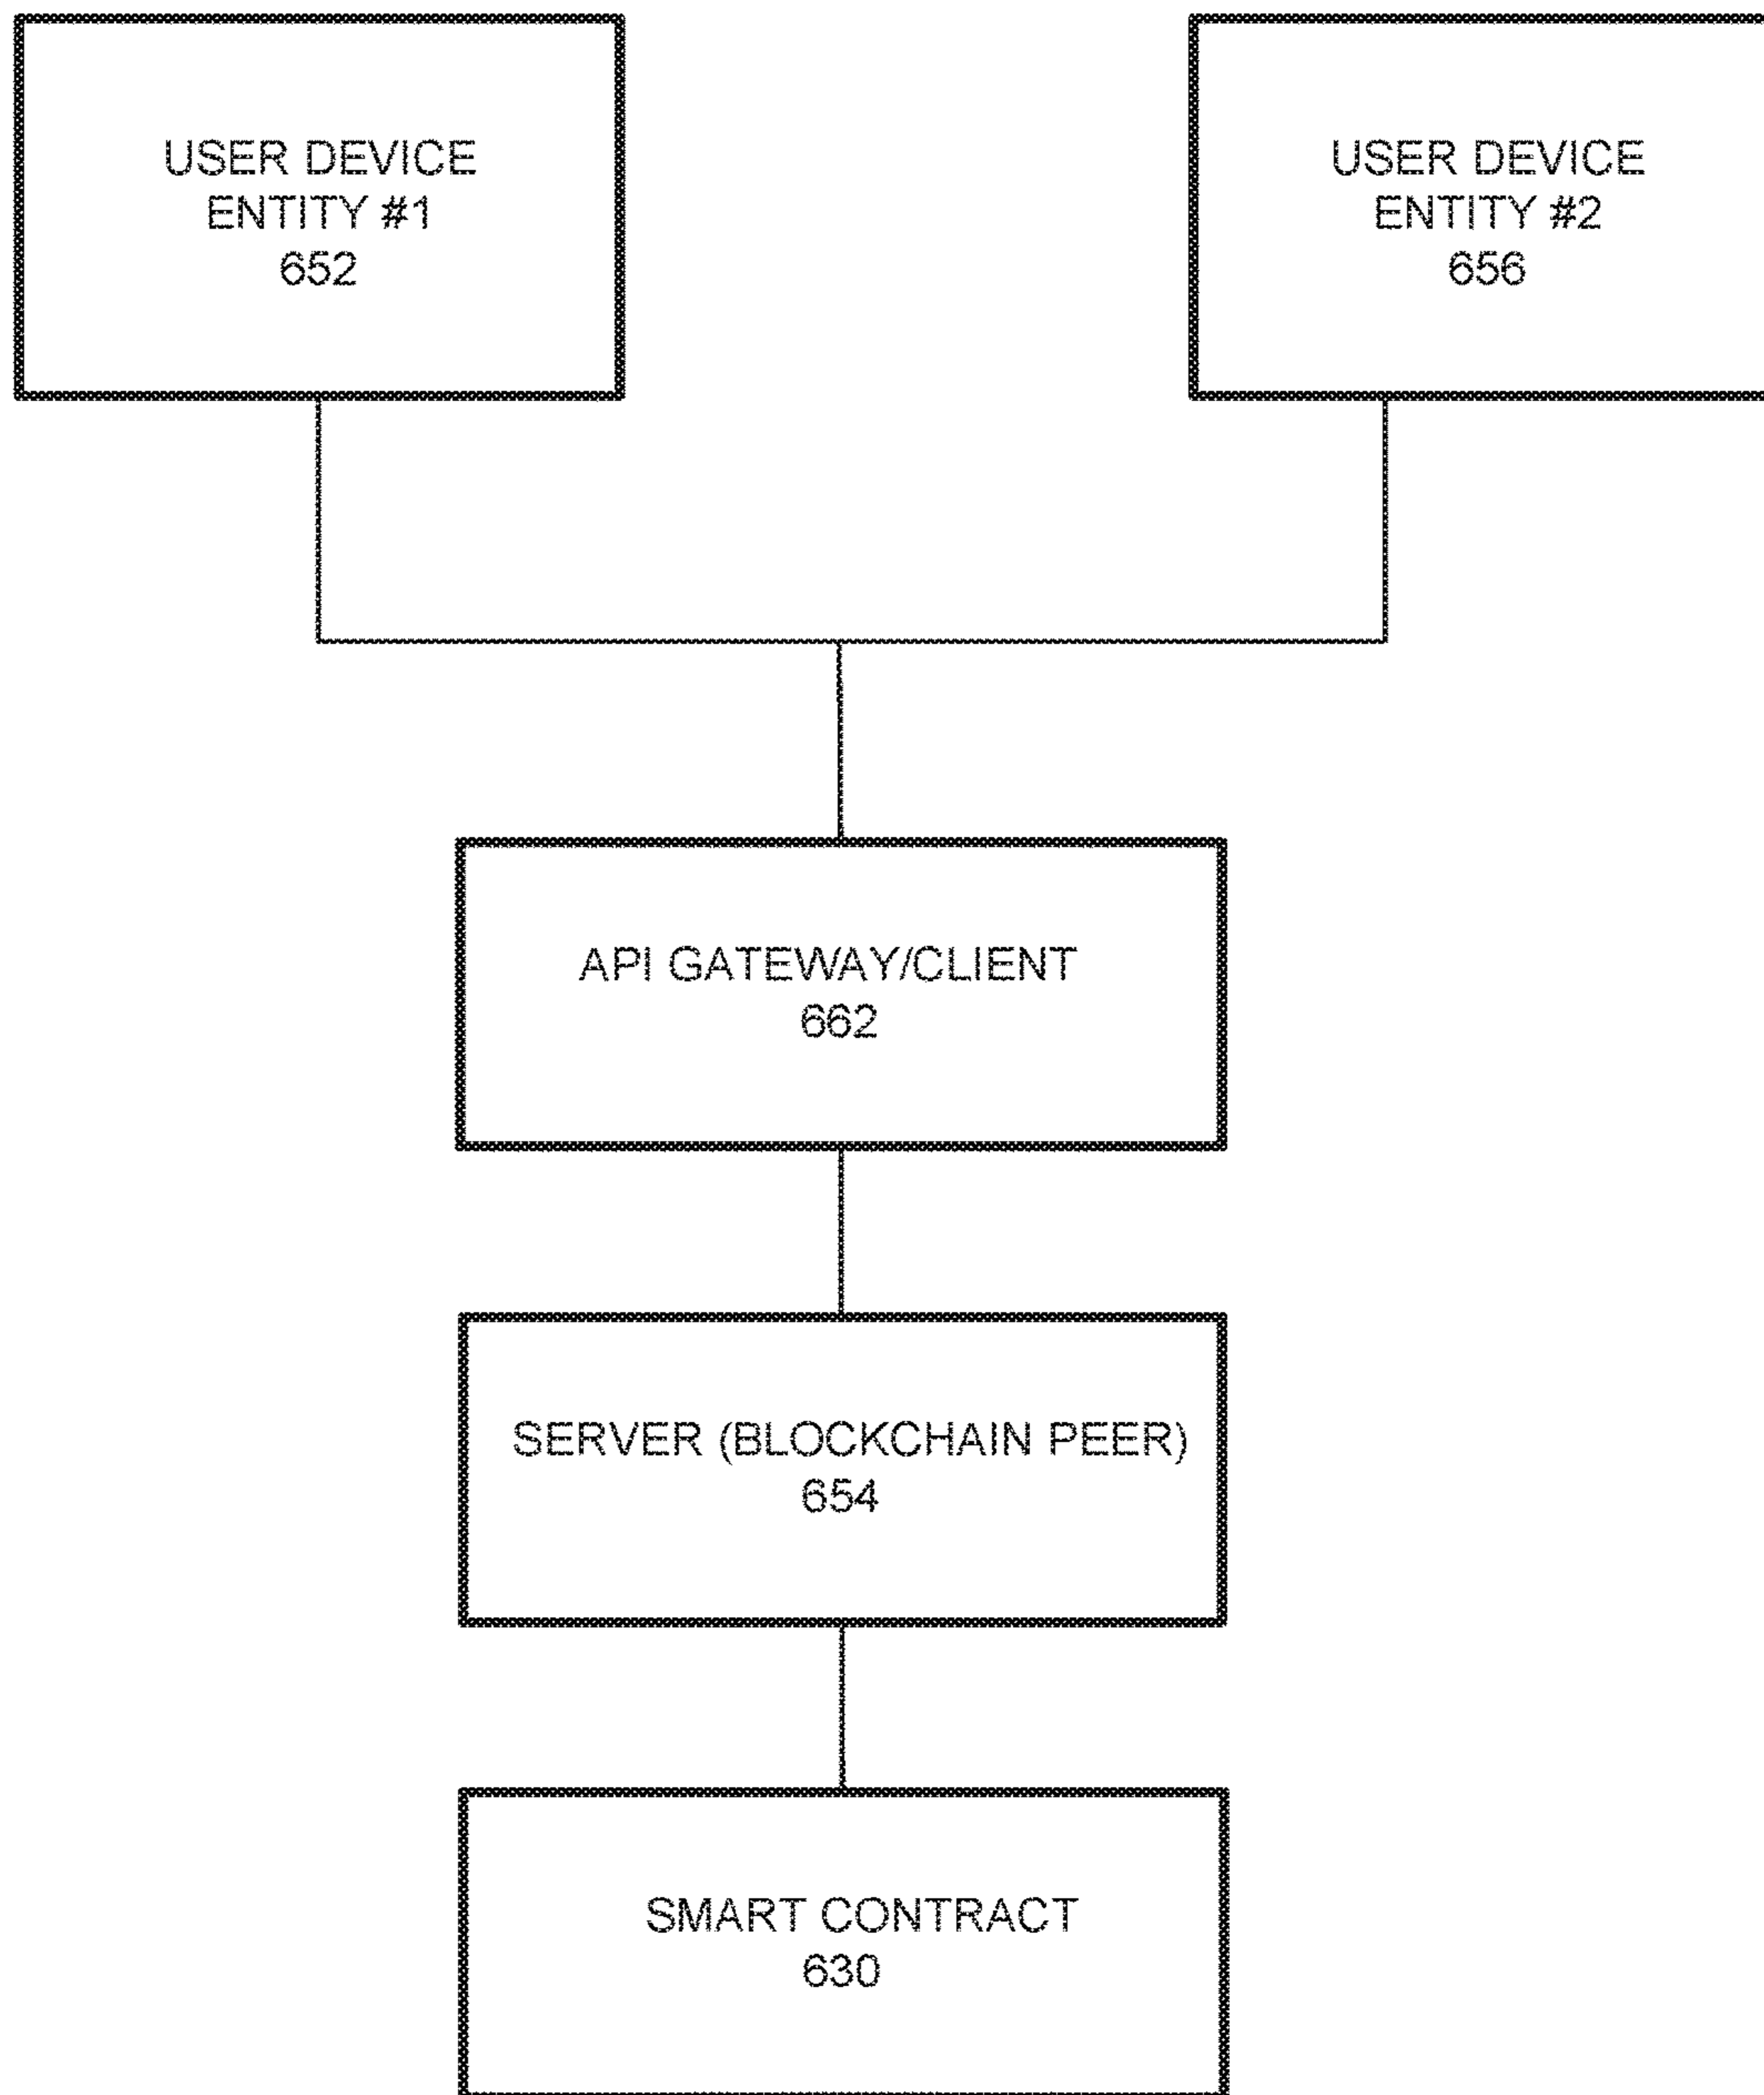 USER DEVICE
ENTITY #1
652
USER DEVICE
ENTITY #2
656
API GATEWAY/CLIENT
662
SERVER (BLOCKCHAIN PEER)
654
SMART CONTRACT
630